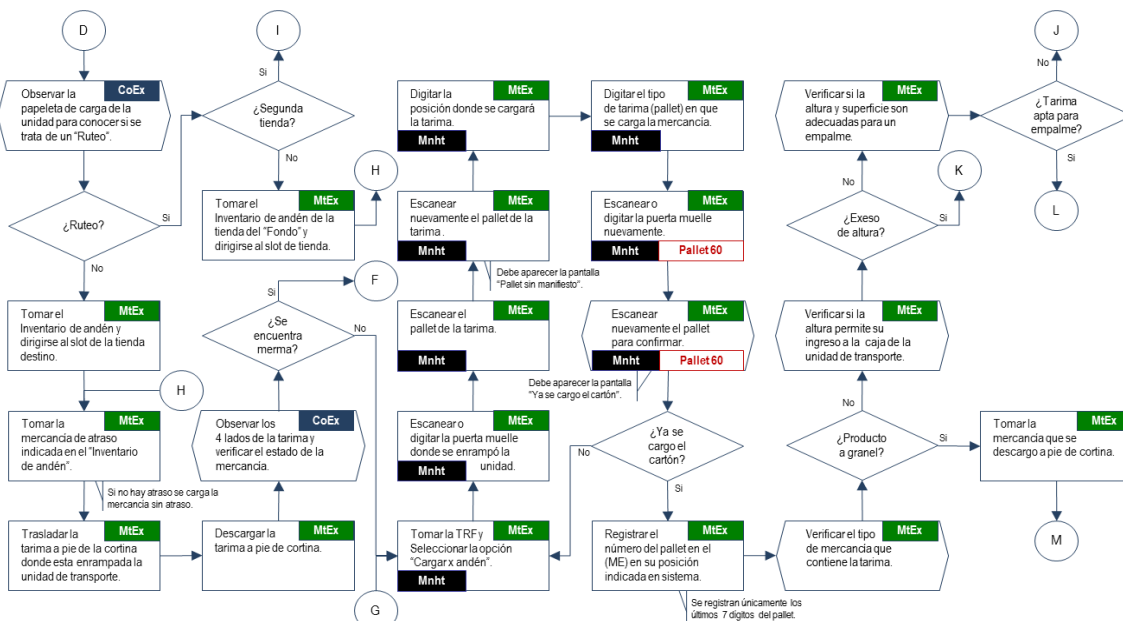 D
Observar la
CoEx
papeleta de carga de la
unidad para conocer si se
trata de un “Ruteo”.
¿Ruteo?
Si
No
Tomar el
MtEx
Inventario de andén y
dirigirse al slot de la tienda
destino.
H
Tomar la
MtEx
mercancía de atraso
indicada en el “Inventario
de andén”.
Si no hay atraso se carga la
mercancía sin atraso.
Trasladar la
MtEx
tarima a pie de la cortina
donde esta enrampada la
unidad de transporte.
I
Si
¿Segunda
tienda?
No
Tomar el
MtEx
Inventario de andén de la
tienda del “Fondo” y
dirigirse al slot de tienda.
H
F
Si
¿Se
encuentra
merma?
No
Observar los
CoEx
4 lados de la tarima y
verificar el estado de la
mercancía.
Descargar la
MtEx
tarima a pie de cortina.
G
Digitar la
MtEx
posición donde se cargará
la tarima.
Mnht
Escanear
MtEx
nuevamente el pallet de la
tarima.
Mnht
Debe aparecer la pantalla
“Pallet sin manifiesto”.
Escanear el
MtEx
pallet de la tarima.
Mnht
Escanear o
MtEx
digitar la puerta muelle
donde se enrampó la
unidad.
Mnht
Tomar la TRF y
MtEx
Seleccionar la opción
“Cargar x andén”.
Mnht
Digitar el tipo
MtEx
de tarima (pallet) en que
se carga la mercancía.
Mnht
Escanear o
MtEx
digitar la puerta muelle
nuevamente.
Mnht
Pallet 60
Escanear
MtEx
nuevamente el pallet
para confirmar.
Mnht
Pallet 60
Debe aparecer la pantalla
“Ya se cargo el cartón”.
¿Ya se
cargo el
cartón?
No
Si
Registrar el
MtEx
número del pallet en el
(ME) en su posición
indicada en sistema.
Se registran únicamente los
últimos 7 dígitos del pallet.
Verificar si la
MtEx
altura y superficie son
adecuadas para un
empalme.
No
K
¿Exeso
de altura?
Si
Verificar si la
MtEx
altura permite su
ingreso a la caja de la
unidad de transporte.
No
¿Producto
a granel?
Si
Verificar el tipo
MtEx
de mercancía que
contiene la tarima.
J
No
¿Tarima
apta para
empalme?
Si
L
Tomar la
MtEx
mercancía que se
descargo a pie de cortina.
M